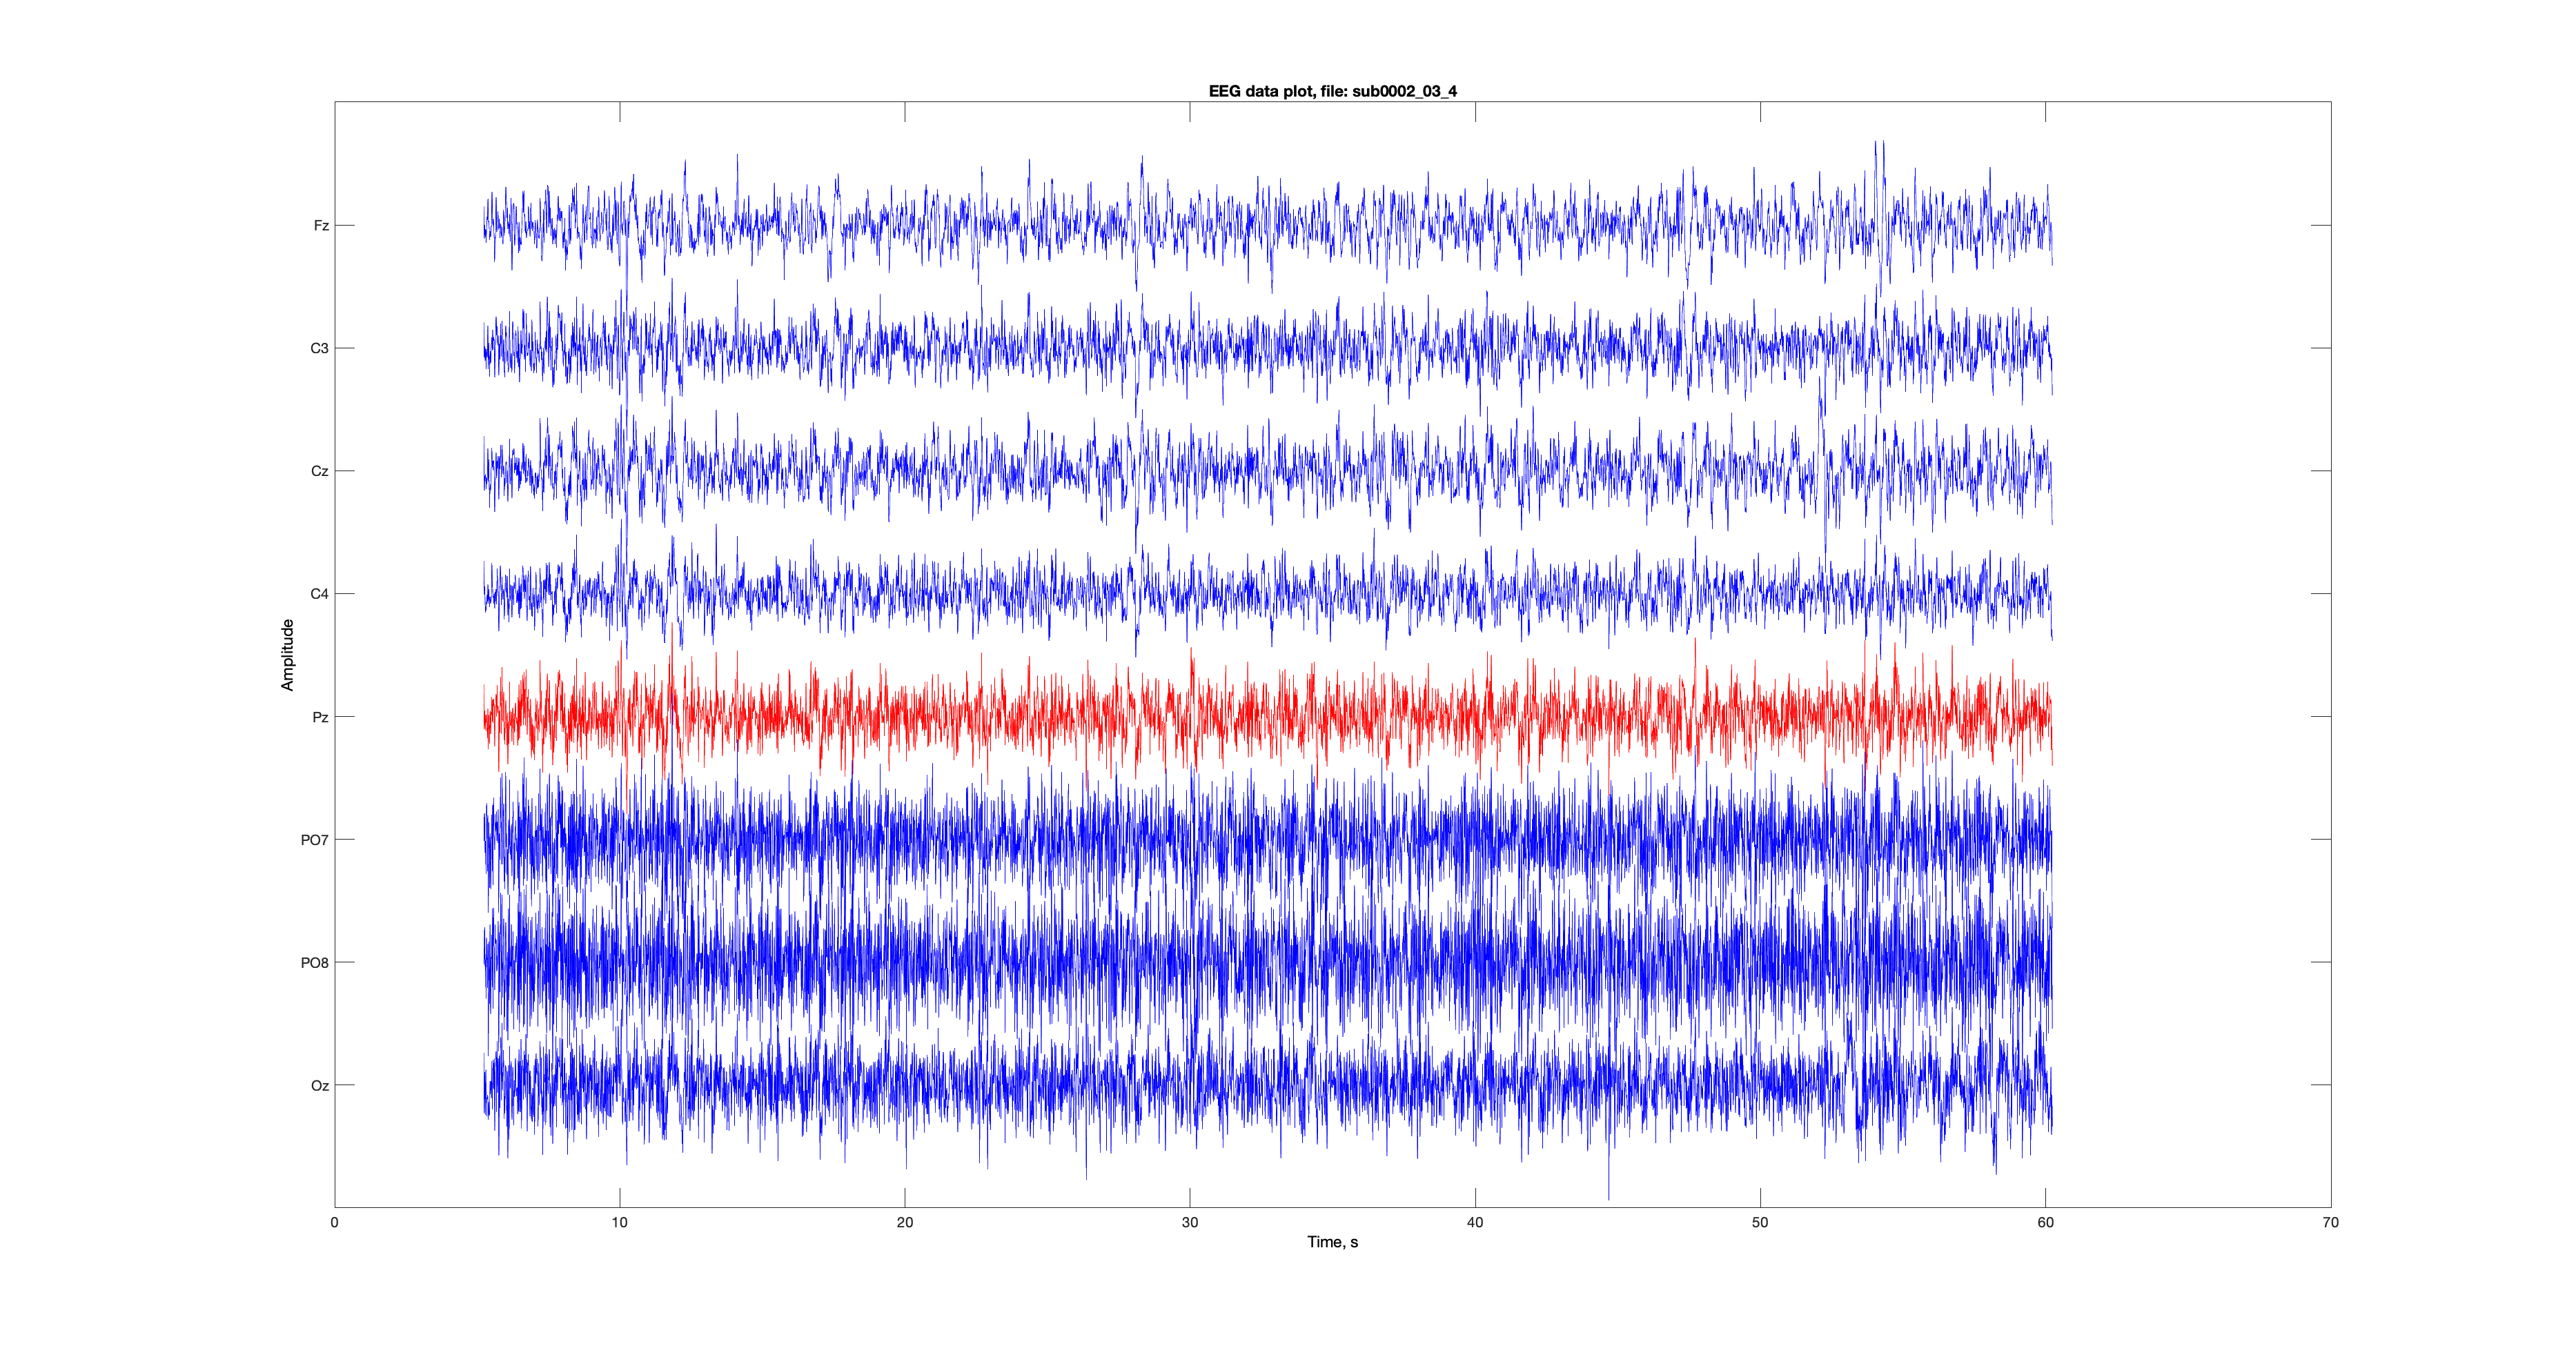 EEG data plot, file: sub0002_03_4
Fz
C3
Cz
C4
Pz
PO7
PO8
Oz
Amplitude
0 10 20 30 40 50 60 70
Time, s